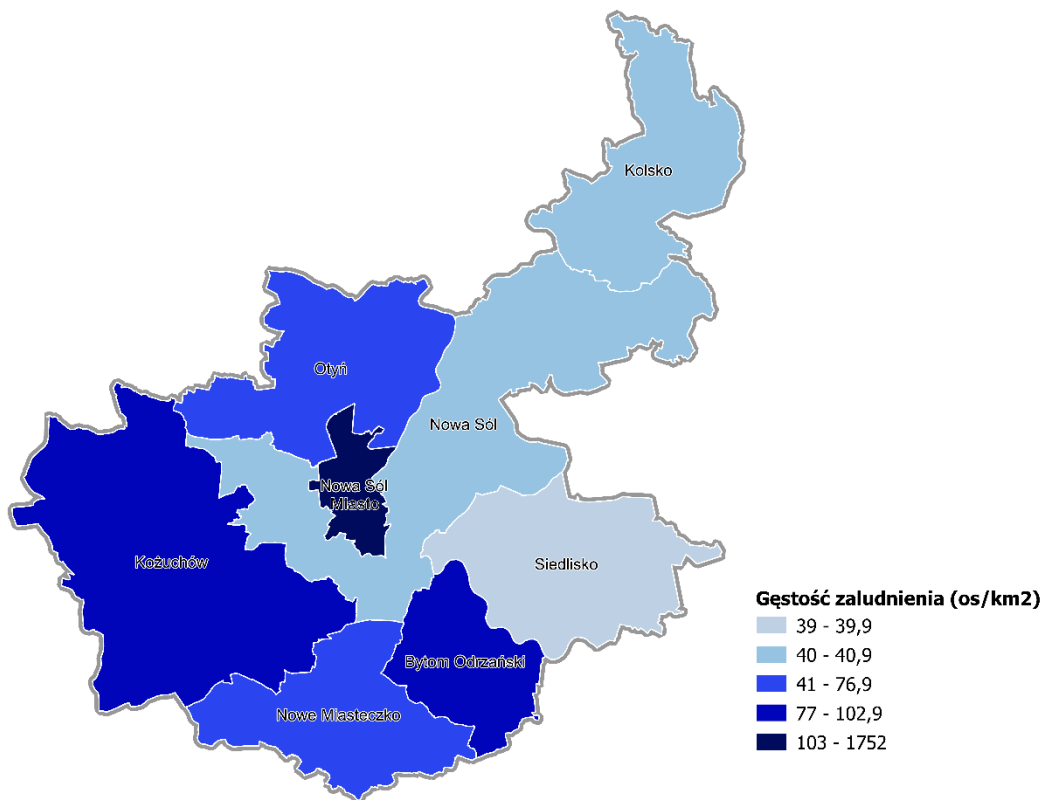 Kolsko
Otyń
Nowa Sól
Nowa Sól
Miasto
Kożuchów
Siedlisko
Bytom Odrzański
Nowe Miasteczko
Gęstość zaludnienia (os/km2)
39 - 39,9
40 - 40,9
41 - 76,9
77 - 102,9
103 - 1752